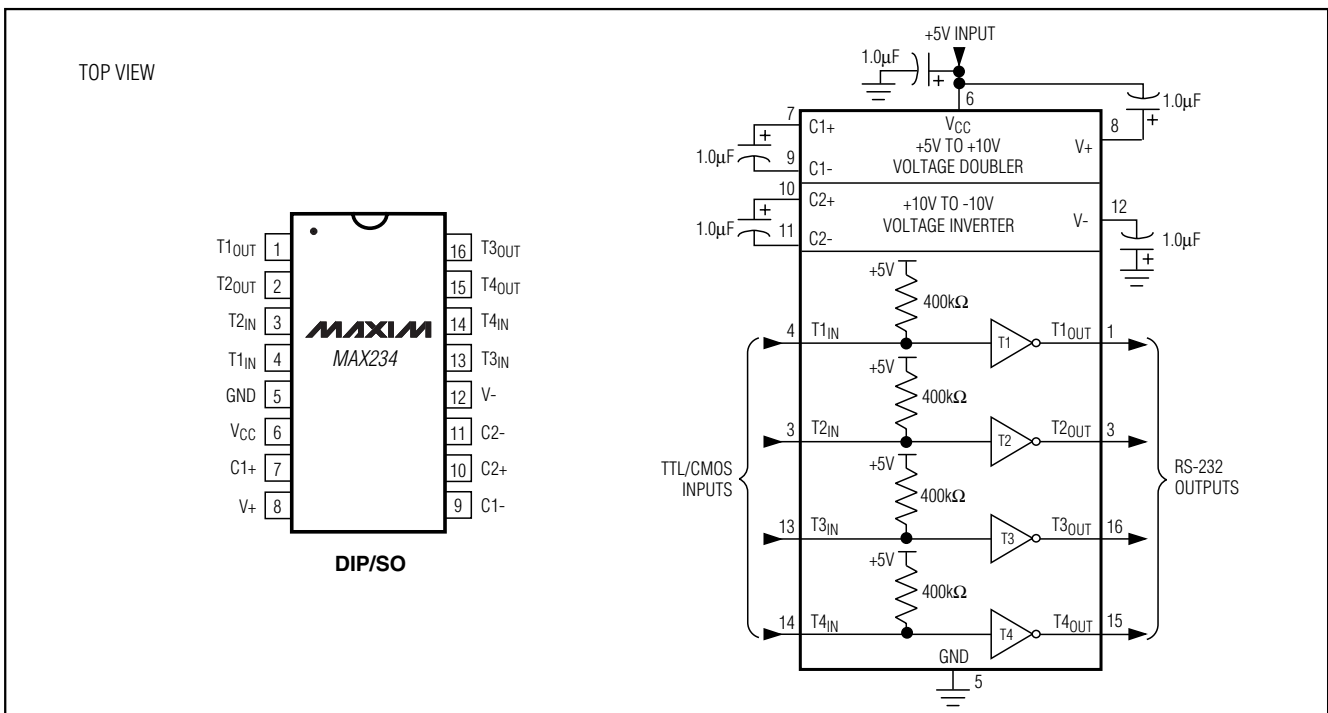 TOP VIEW
T1OUT 1
T2OUT 2
T2IN 3
T1IN 4
GND 5
VCC 6
C1+ 7
V+ 8
16 T3OUT
15 T4OUT
14 T4IN
13 T3IN
12 V-
11 C2-
10 C2+
9 C1-
MAXIM
MAX234
DIP/SO
+5V INPUT
1.0µF
+
6
1.0µF
+
7
C1+
VCC
+5V TO +10V
VOLTAGE DOUBLER
8
V+
1.0µF
+
9
C1-
10
C2+
+10V TO -10V
VOLTAGE INVERTER
12
V-
1.0µF
+
11
C2-
1.0µF
+
+5V
400kΩ
4 T1IN T1 T1OUT 1
+5V
400kΩ
3 T2IN T2 T2OUT 3
+5V
400kΩ
TTL/CMOS
INPUTS
RS-232
OUTPUTS
13 T3IN T3 T3OUT 16
+5V
400kΩ
14 T4IN T4 T4OUT 15
GND
5